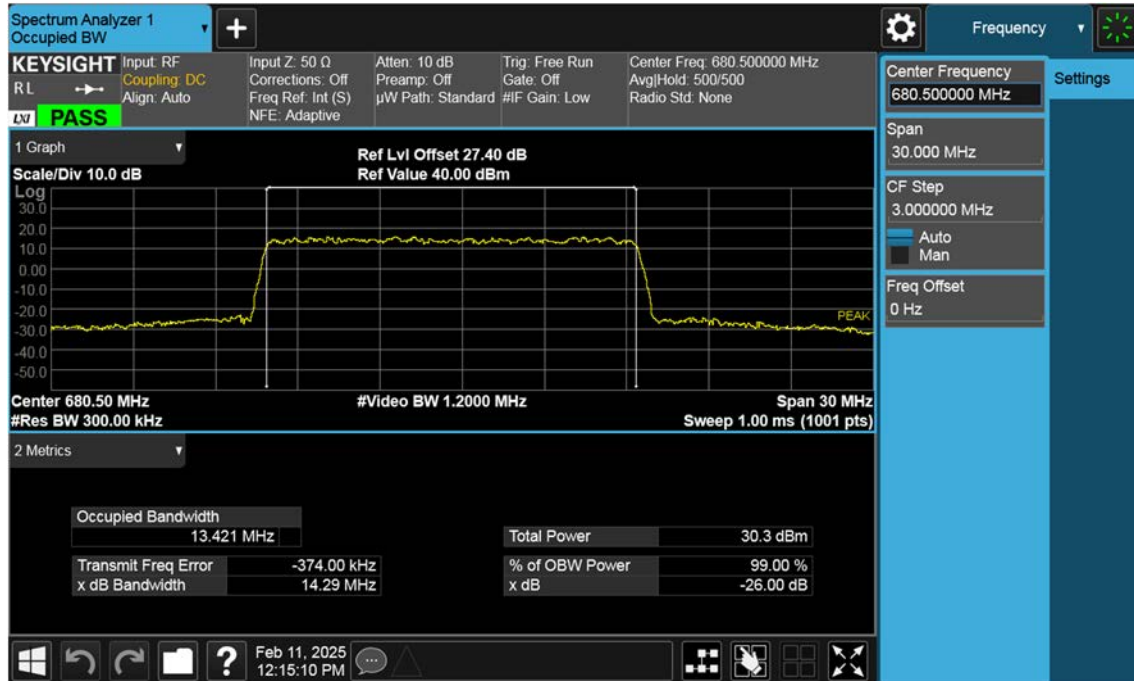 Spectrum Analyzer 1
Occupied BW
+
Frequency
KEYSIGHT
R L
LXI PASS
Input: RF
Coupling: DC
Align: Auto
Input Z: 50 Ω
Corrections: Off
Freq Ref: Int (S)
NFE: Adaptive
Atten: 10 dB
Preamp: Off
µW Path: Standard
Trig: Free Run
Gate: Off
#IF Gain: Low
Center Freq: 680.500000 MHz
Avg|Hold: 500/500
Radio Std: None
Center Frequency
680.500000 MHz
Settings
Span
30.000 MHz
CF Step
3.000000 MHz
Auto
Man
Freq Offset
0 Hz
1 Graph
Scale/Div 10.0 dB
Ref Lvl Offset 27.40 dB
Ref Value 40.00 dBm
Log
30.0
20.0
10.0
0.00
-10.0
-20.0
-30.0
-40.0
-50.0
PEAK
Center 680.50 MHz
#Video BW 1.2000 MHz
Span 30 MHz
#Res BW 300.00 kHz
Sweep 1.00 ms (1001 pts)
2 Metrics
Occupied Bandwidth
13.421 MHz
Total Power 30.3 dBm
Transmit Freq Error -374.00 kHz
% of OBW Power 99.00 %
x dB Bandwidth 14.29 MHz
x dB -26.00 dB
?
Feb 11, 2025
12:15:10 PM